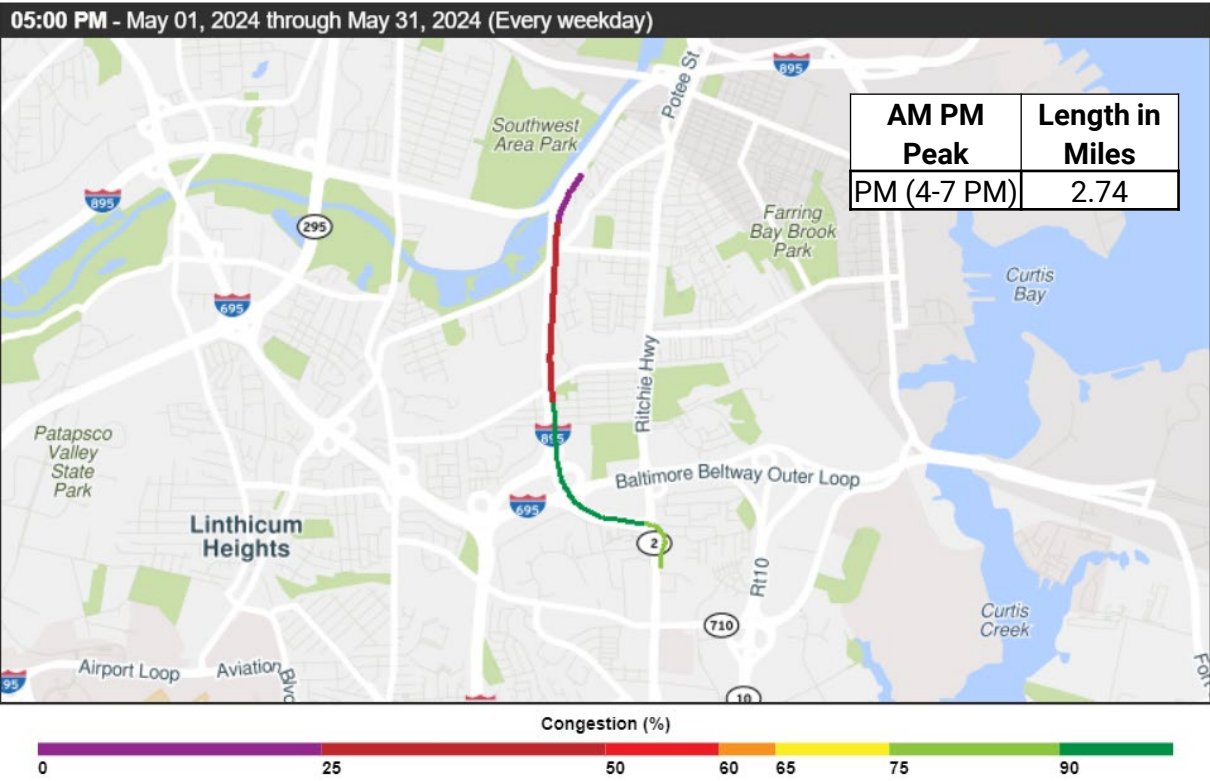 05:00 PM - May 01, 2024 through May 31, 2024 (Every weekday)
895
Potee St.
AM PM
Peak
Length in
Miles
PM (4-7 PM)
2.74
Southwest
Area Park
895
295
Farring
Bay Brook
Park
Curtis
Bay
695
Ritchie Hwy
Patapsco
Valley
State
Park
895
Baltimore Beltway Outer Loop
695
Linthicum
Heights
2
Rt10
710
Curtis
Creek
Airport Loop
Aviation
Blvd
95
10
Fort
Congestion (%)
0
25
50
60
65
75
90